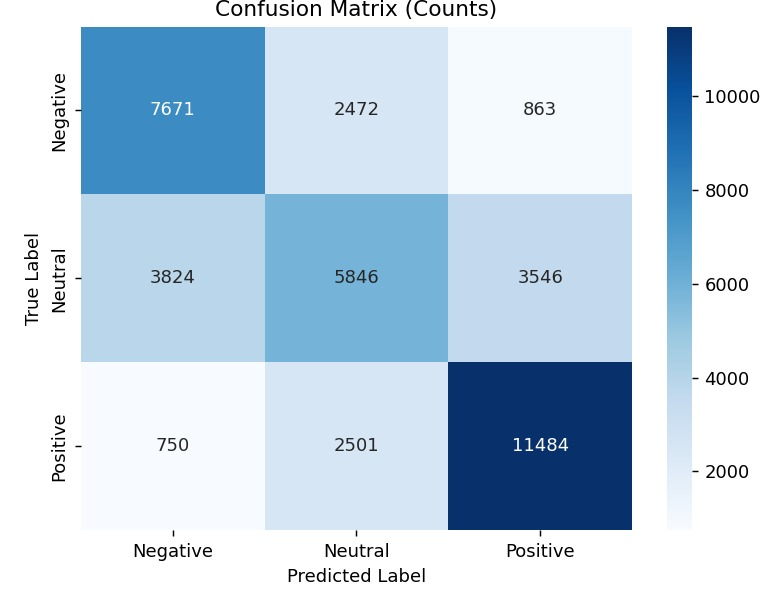 Confusion Matrix (Counts)
True Label
Negative
7671 2472 863
Neutral
3824 5846 3546
Positive
750 2501 11484
Negative Neutral Positive
Predicted Label
10000
8000
6000
4000
2000